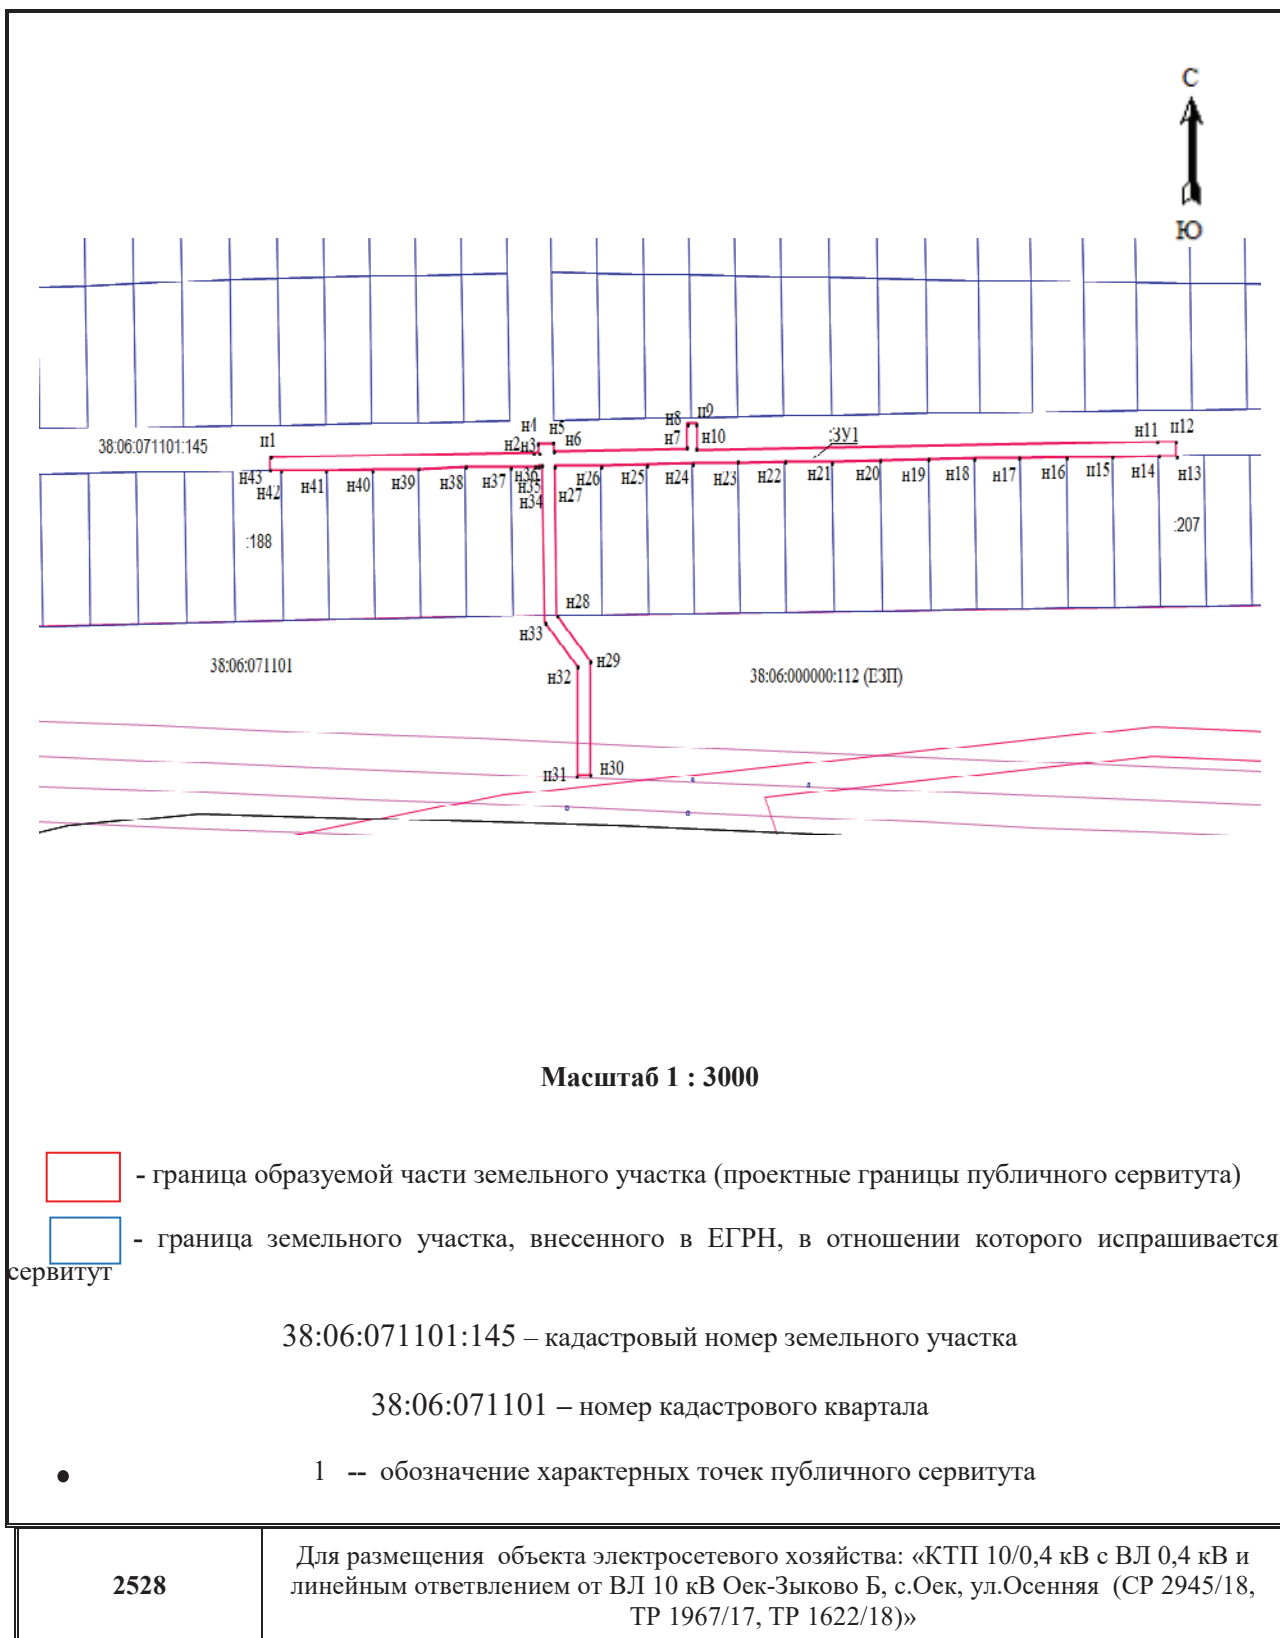 С
Ю
38:06:071101:145
п1
н2
н3
н4
н5
н6
н7
н8
п9
н10
:ЗУ1
н11
п12
н13
н43
н42
н41
н40
н39
н38
н37
н36
н35
н34
н27
н26
н25
н24
н23
н22
н21
н20
н19
н18
н17
н16
п15
н14
:188
:207
н28
н33
н29
н32
38:06:071101
38:06:000000:112 (ЕЗП)
п31
н30
Масштаб 1 : 3000
- граница образуемой части земельного участка (проектные границы публичного сервитута)
- граница земельного участка, внесенного в ЕГРН, в отношении которого испрашивается
сервитут
38:06:071101:145 – кадастровый номер земельного участка
38:06:071101 – номер кадастрового квартала
● 1 -- обозначение характерных точек публичного сервитута
Для размещения объекта электросетевого хозяйства: «КТП 10/0,4 кВ с ВЛ 0,4 кВ и
2528 линейным ответвлением от ВЛ 10 кВ Оек-Зыково Б, с.Оек, ул.Осенняя (СР 2945/18,
ТР 1967/17, ТР 1622/18)»